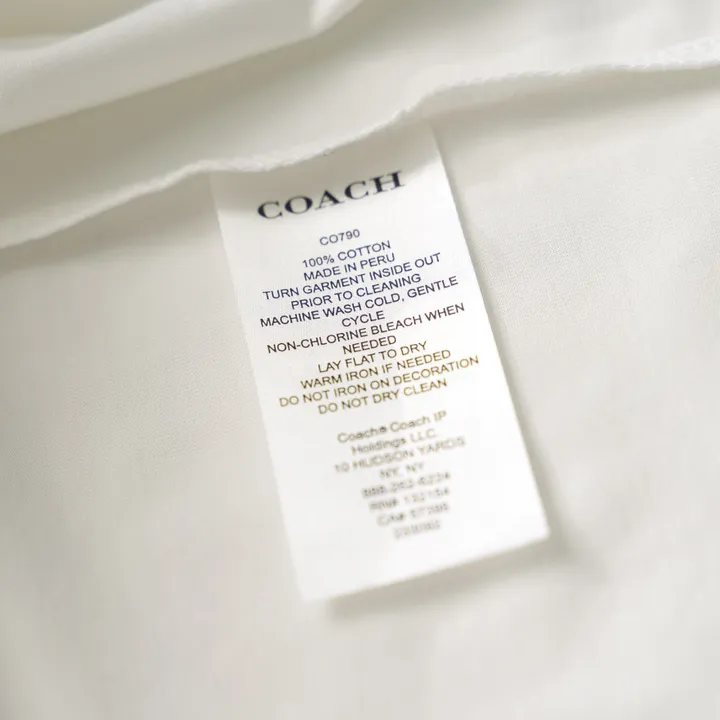 COACH
CO790
100% COTTON
MADE IN PERU
TURN GARMENT INSIDE OUT
PRIOR TO CLEANING
MACHINE WASH COLD, GENTLE
CYCLE
NON-CHLORINE BLEACH WHEN
NEEDED
LAY FLAT TO DRY
WARM IRON IF NEEDED
DO NOT IRON ON DECORATION
DO NOT DRY CLEAN
Coach® Coach IP
Holdings LLC.
10 HUDSON YARDS
NY, NY